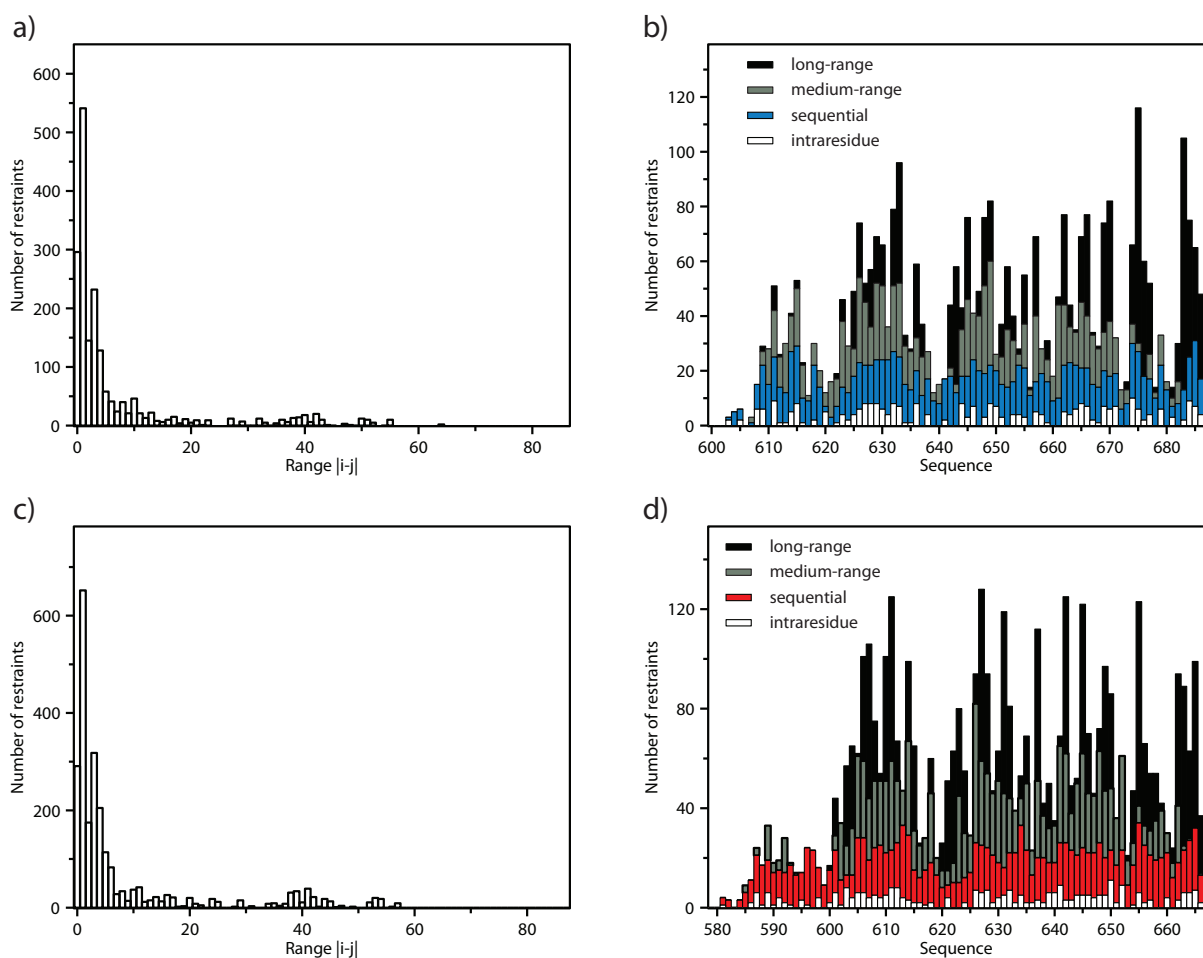 a)
600
500
400
300
200
100
0
Number of restraints
0 20 40 60 80
Range |i-j|
b)
long-range
medium-range
sequential
intraresidue
120
100
80
60
40
20
0
Number of restraints
600 610 620 630 640 650 660 670 680
Sequence
c)
600
400
200
0
Number of restraints
0 20 40 60 80
Range |i-j|
d)
long-range
medium-range
sequential
intraresidue
120
80
40
0
Number of restraints
580 590 600 610 620 630 640 650 660
Sequence